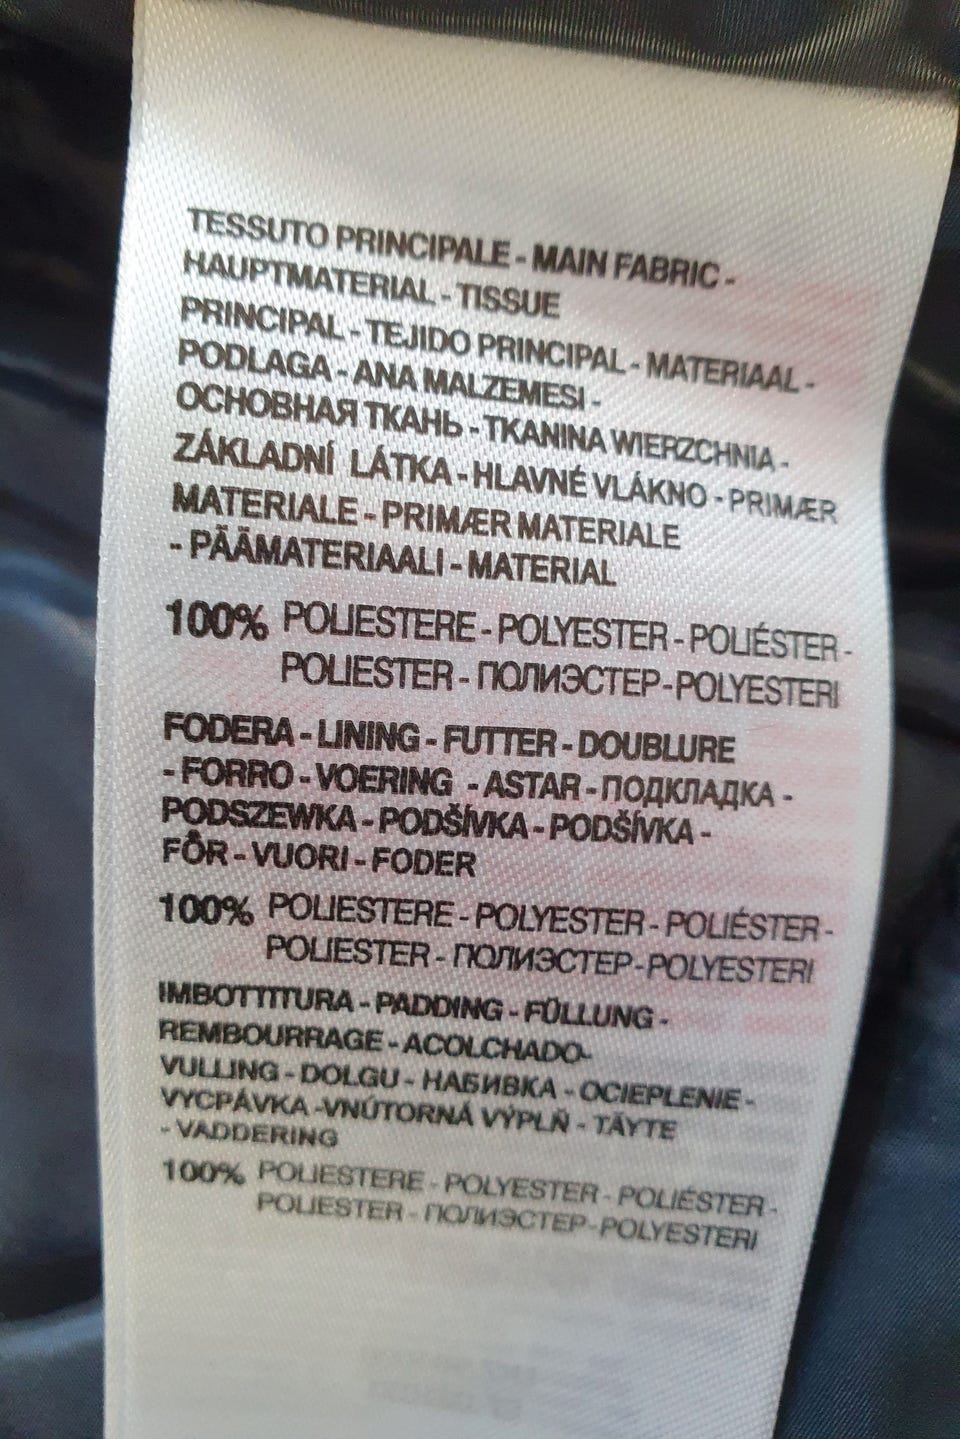 TESSUTO PRINCIPALE - MAIN FABRIC -
HAUPTMATERIAL - TISSUE
PRINCIPAL - TEJIDO PRINCIPAL - MATERIAAL -
PODLAGA - ANA MALZEMESI -
ОСНОВНАЯ ТКАНЬ - TKANINA WIERZCHNIA -
ZÁKLADNÍ LÁTKA - HLAVNÉ VLÁKNO - PRIMÆR
MATERIALE - PRIMÆR MATERIALE
- PÄÄMATERIAALI - MATERIAL
100% POLIESTERE - POLYESTER - POLIÉSTER -
POLIESTER - ПОЛИЭСТЕР - POLYESTERI
FODERA - LINING - FUTTER - DOUBLURE
- FORRO - VOERING - ASTAR - ПОДКЛАДКА -
PODSZEWKA - PODŠÍVKA - PODŠÍVKA -
FÔR - VUORI - FODER
100% POLIESTERE - POLYESTER - POLIÉSTER -
POLIESTER - ПОЛИЭСТЕР - POLYESTERI
IMBOTTITURA - PADDING - FÜLLUNG -
REMBOURRAGE - ACOLCHADO-
VULLING - DOLGU - НАБИВКА - OCIEPLENIE -
VYCPÁVKA -VNÚTORNÁ VÝPLŇ - TÄYTE
- VADDERING
100% POLIESTERE - POLYESTER - POLIÉSTER -
POLIESTER - ПОЛИЭСТЕР - POLYESTERI